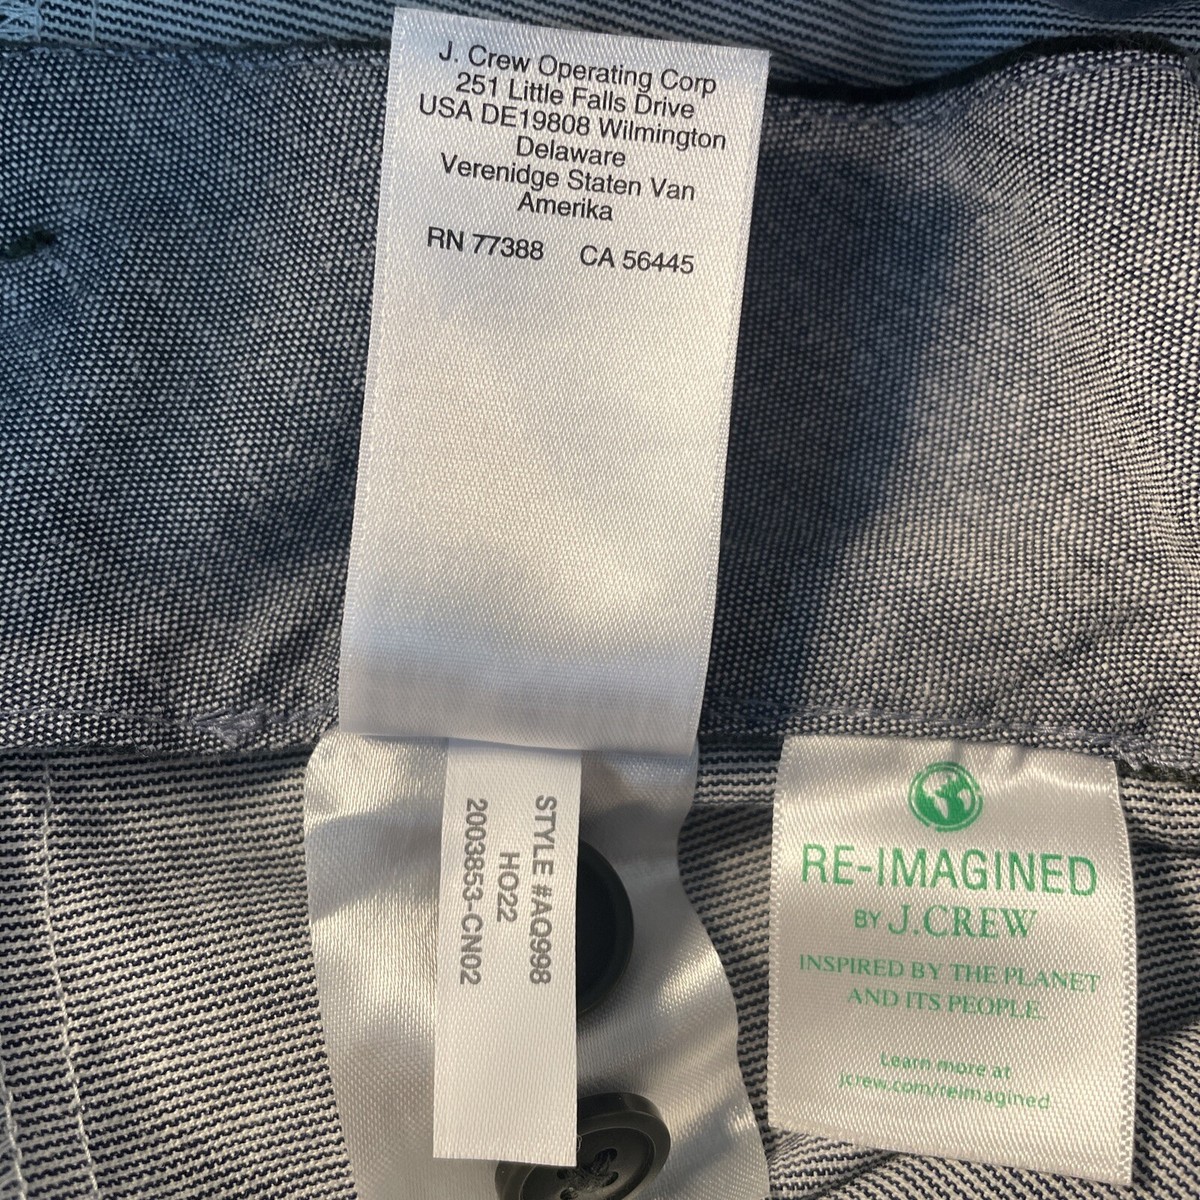 J. Crew Operating Corp
251 Little Falls Drive
USA DE19808 Wilmington
Delaware
Verenidge Staten Van
Amerika
RN 77388 CA 56445
STYLE #AQ998
HO22
2003853-CN02
RE-IMAGINED
BY J.CREW
INSPIRED BY THE PLANET
AND ITS PEOPLE.
Learn more at
jcrew.com/reimagined